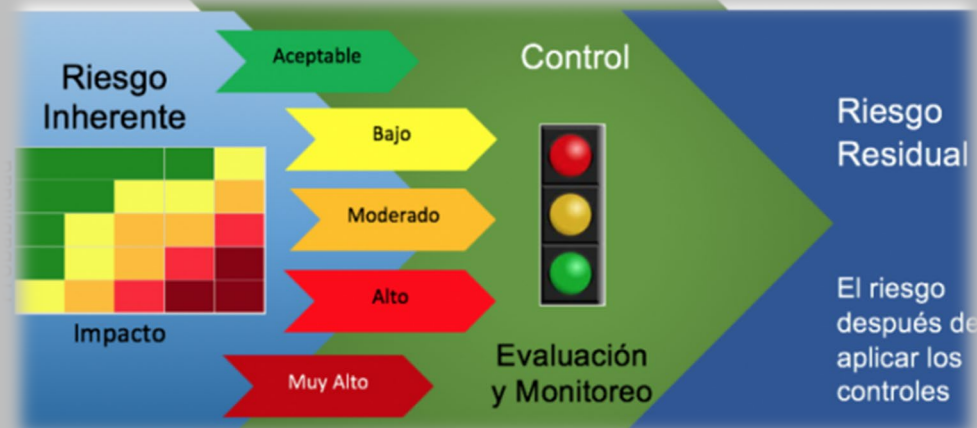 Riesgo
Inherente
Impacto
Aceptable
Bajo
Moderado
Alto
Muy Alto
Control
Evaluación
y Monitoreo
Riesgo
Residual
El riesgo
después de
aplicar los
controles